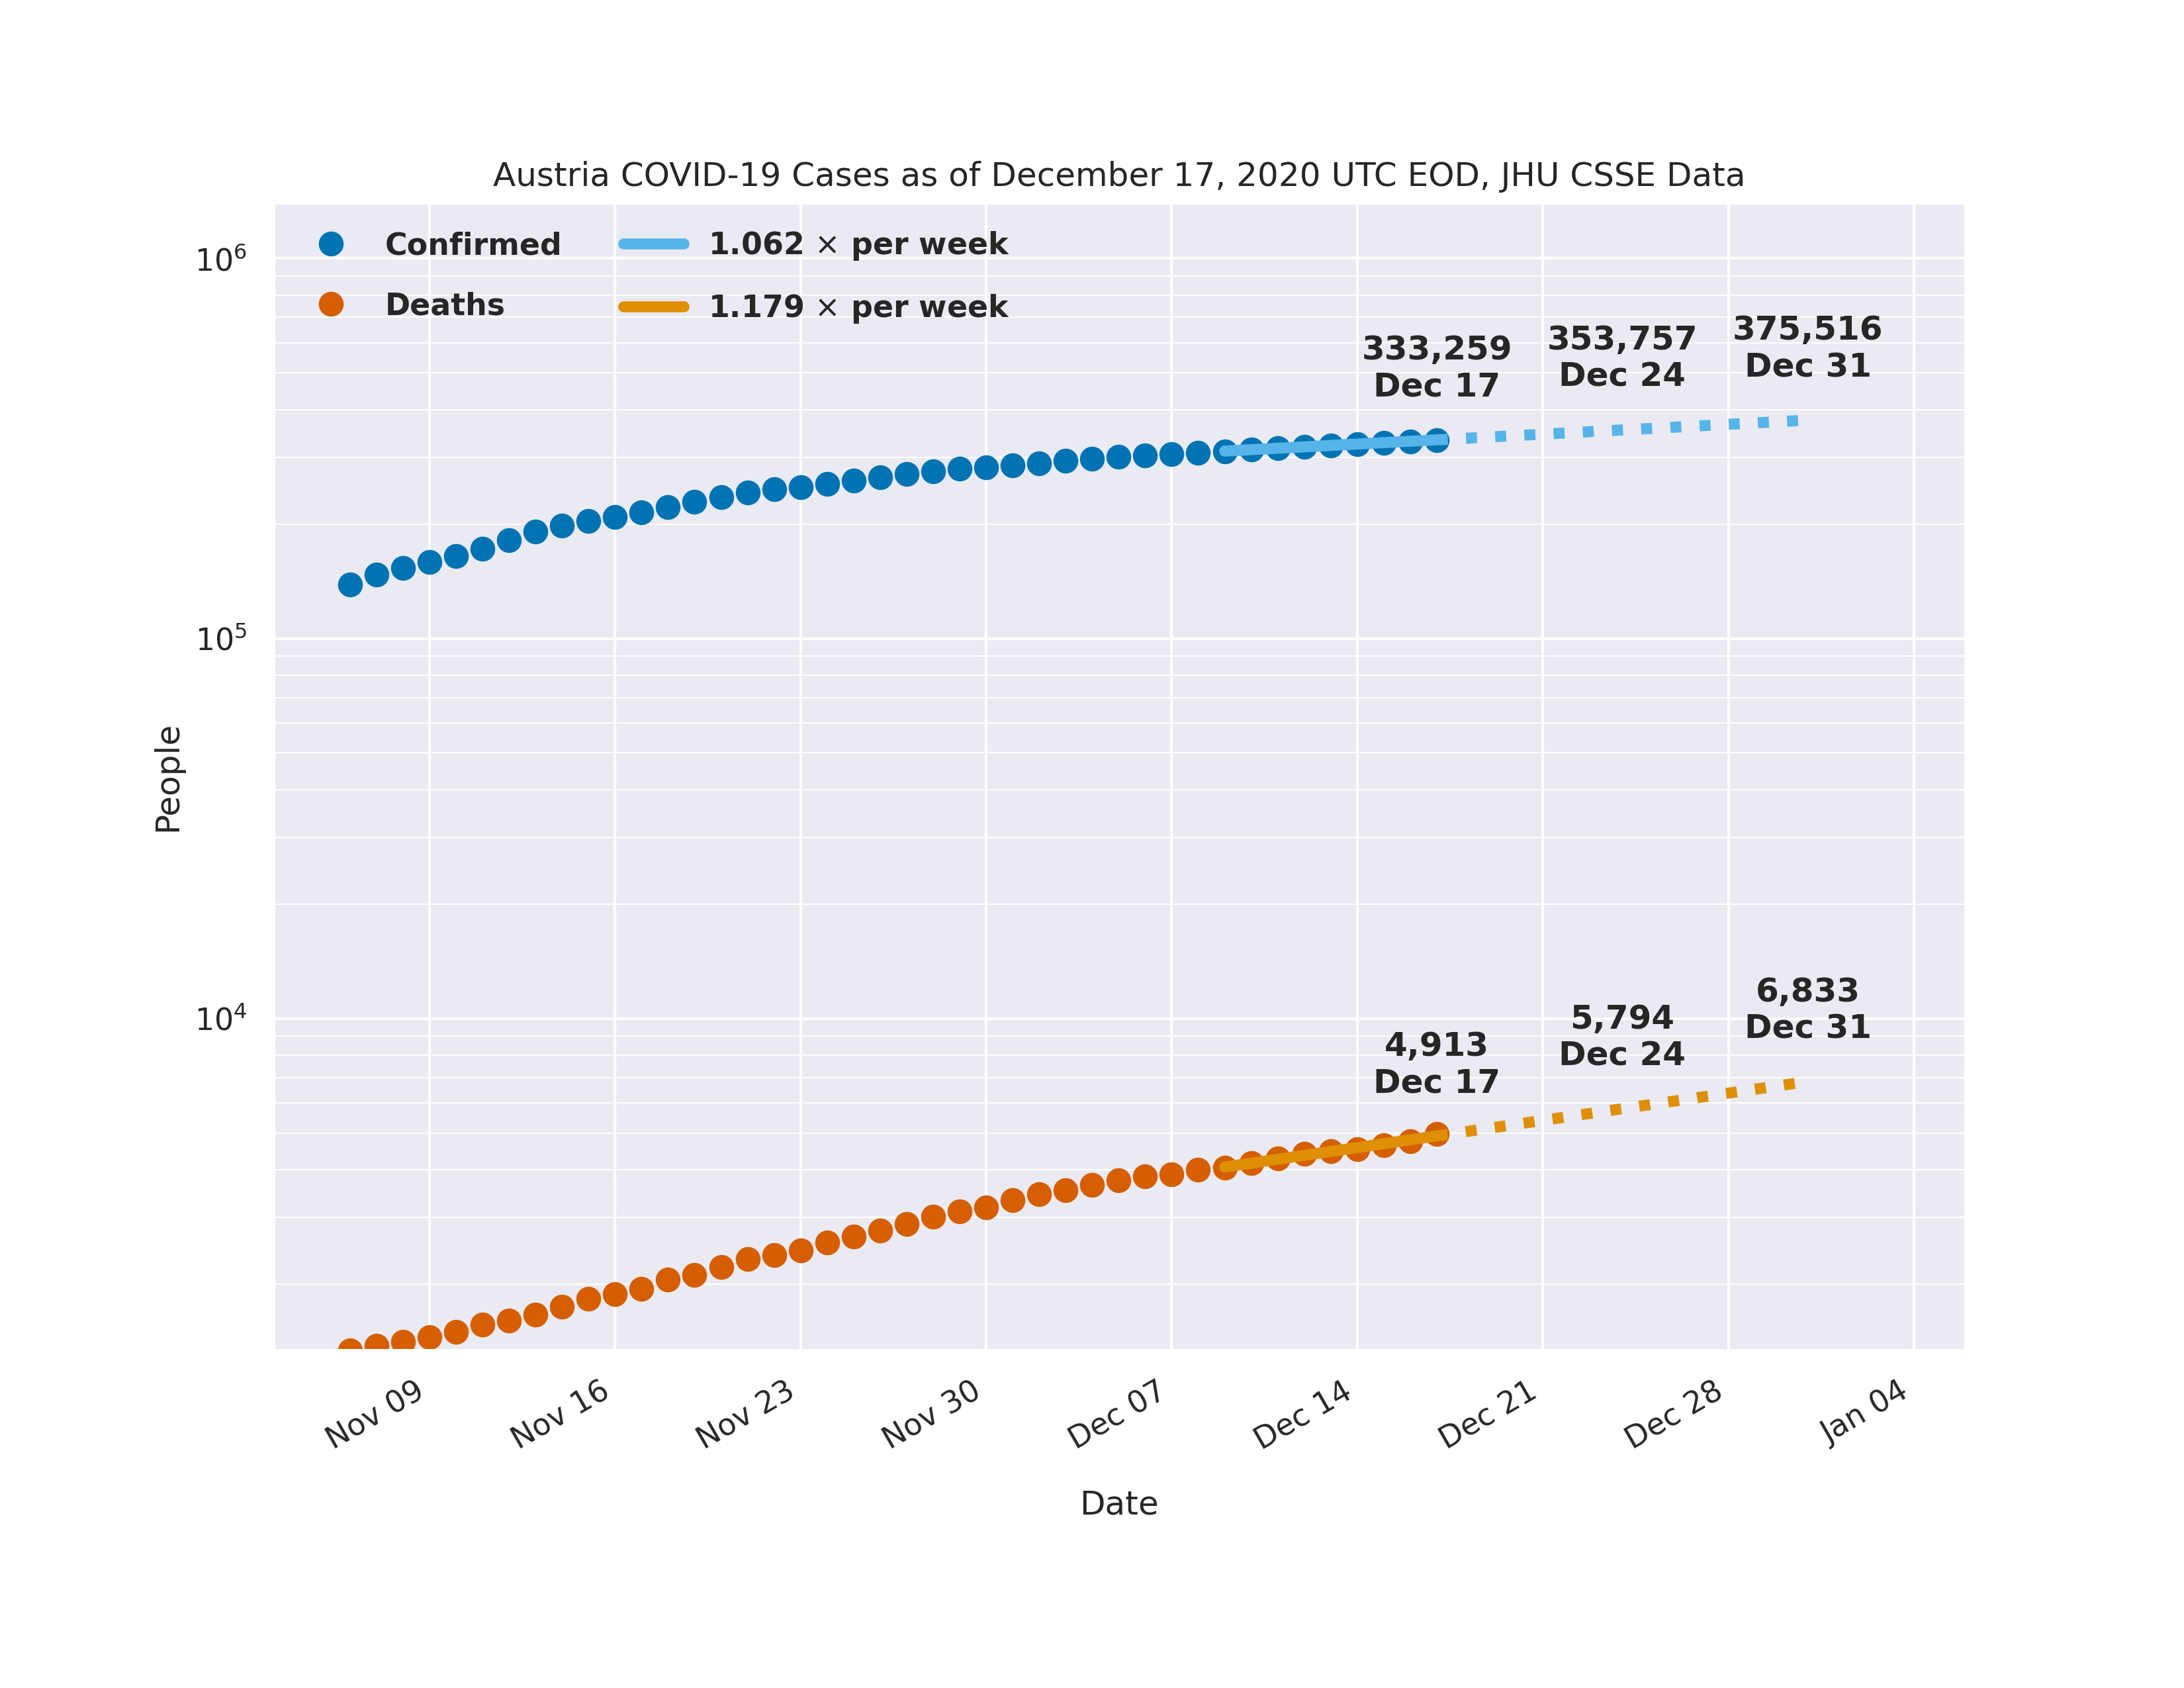 Austria COVID-19 Cases as of December 17, 2020 UTC EOD, JHU CSSE Data
Confirmed
Deaths
1.062 × per week
1.179 × per week
333,259
Dec 17
353,757
Dec 24
375,516
Dec 31
4,913
Dec 17
5,794
Dec 24
6,833
Dec 31
10⁶
10⁵
10⁴
People
Nov 09
Nov 16
Nov 23
Nov 30
Dec 07
Dec 14
Dec 21
Dec 28
Jan 04
Date